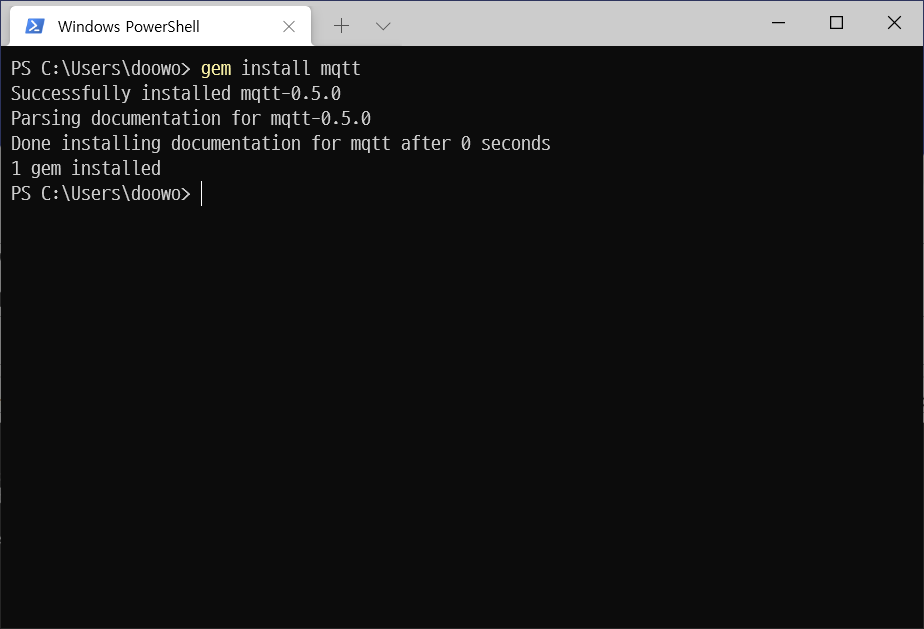 Windows PowerShell
PS C:\Users\doowo> gem install mqtt
Successfully installed mqtt-0.5.0
Parsing documentation for mqtt-0.5.0
Done installing documentation for mqtt after 0 seconds
1 gem installed
PS C:\Users\doowo>